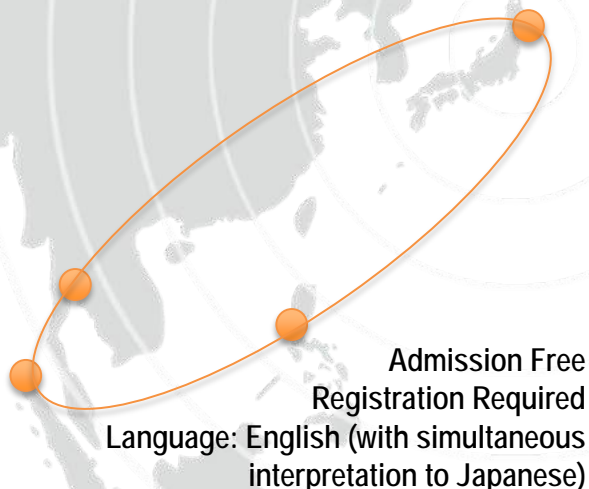 Admission Free
Registration Required
Language: English (with simultaneous
interpretation to Japanese)